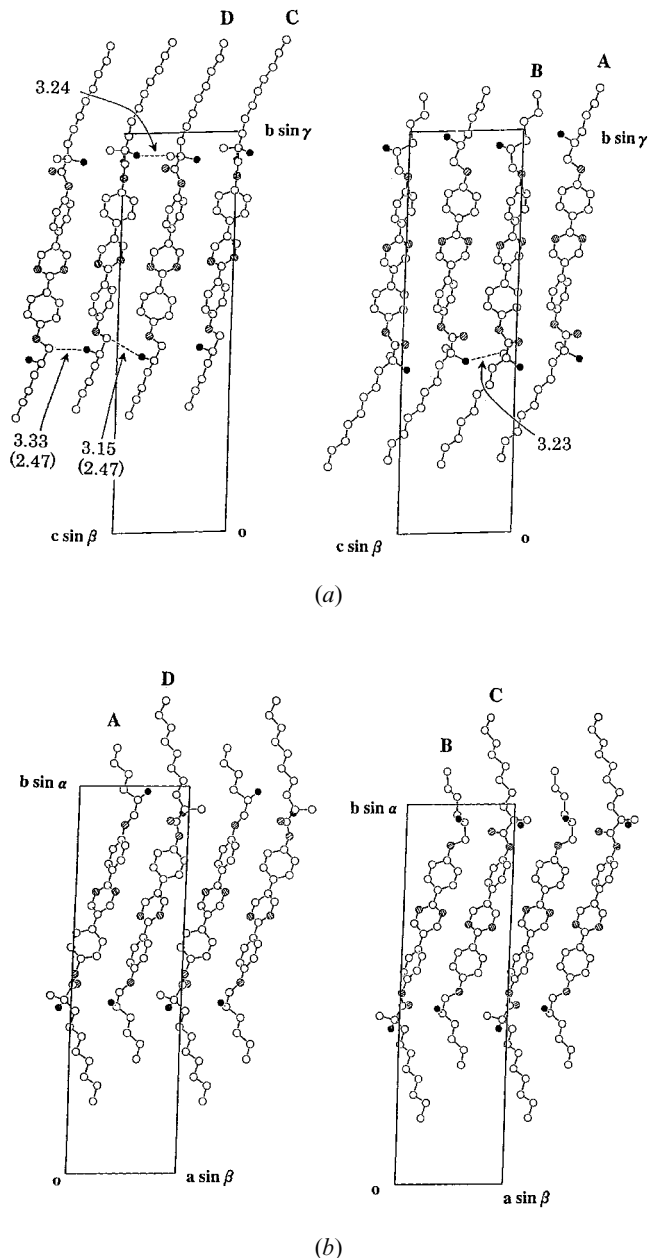 D C
3.24
b sin γ
3.33
(2.47)
3.15
(2.47)
c sin β
o
A
B
b sin γ
3.23
c sin β
o
(a)
D
A
b sin α
o
a sin β
C
B
b sin α
o
a sin β
(b)